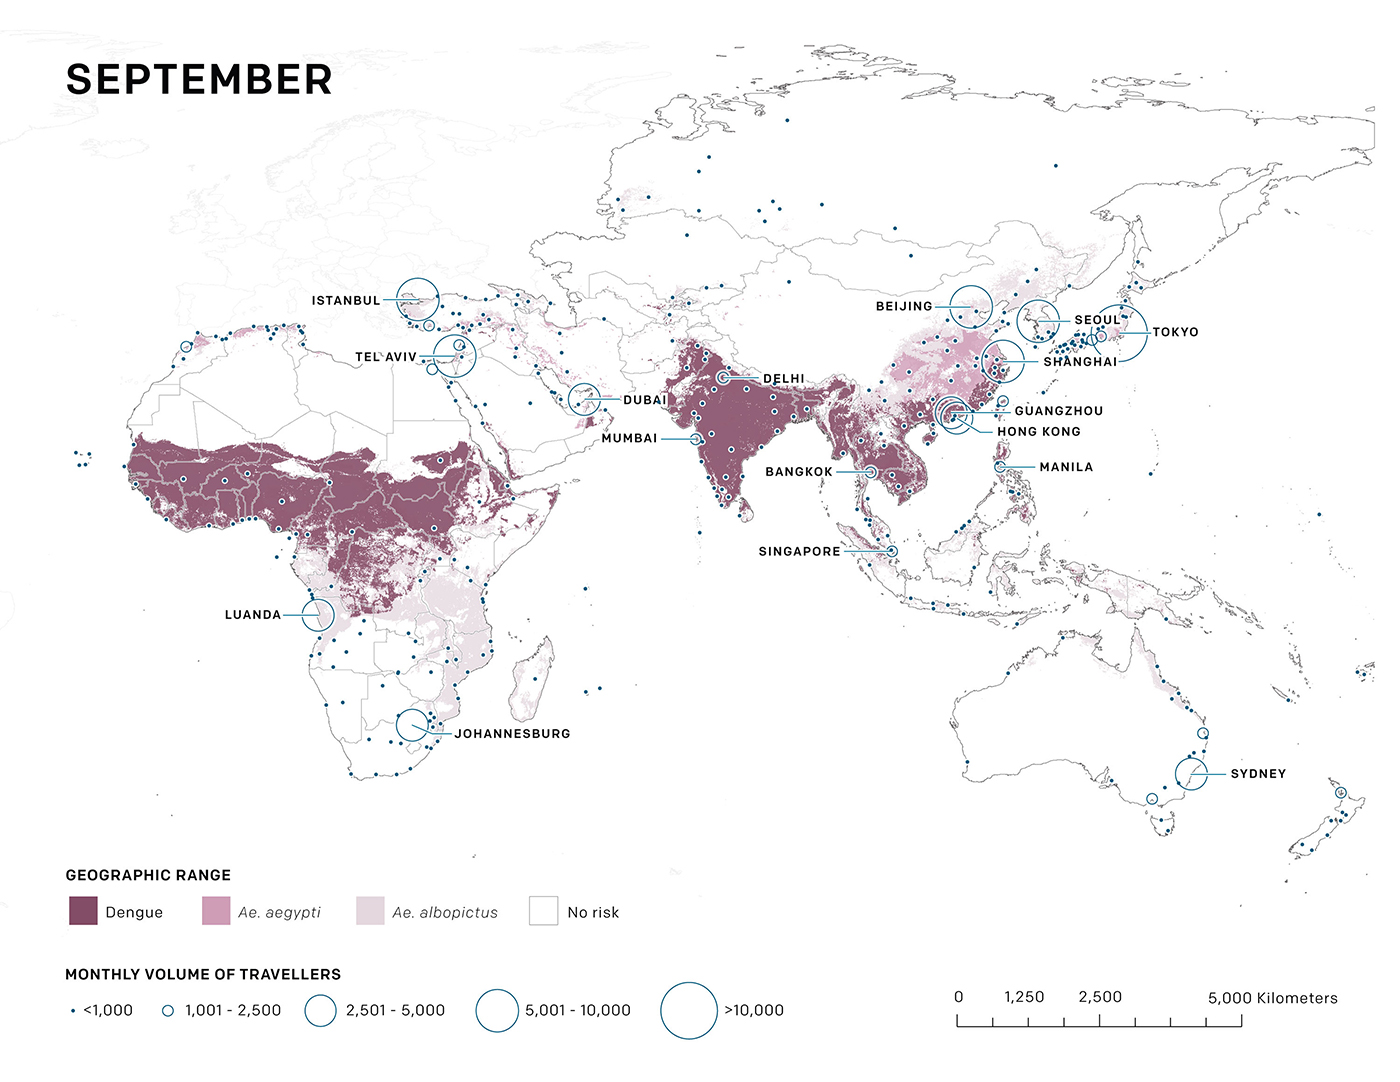 SEPTEMBER
ISTANBUL
BEIJING
SEOUL
TOKYO
TEL AVIV
SHANGHAI
DELHI
DUBAI
GUANGZHOU
HONG KONG
MUMBAI
MANILA
BANGKOK
SINGAPORE
LUANDA
JOHANNESBURG
SYDNEY
GEOGRAPHIC RANGE
Dengue Ae. aegypti Ae. albopictus No risk
MONTHLY VOLUME OF TRAVELLERS
<1,000 1,001 - 2,500 2,501 - 5,000 5,001 - 10,000 >10,000
0 1,250 2,500 5,000 Kilometers